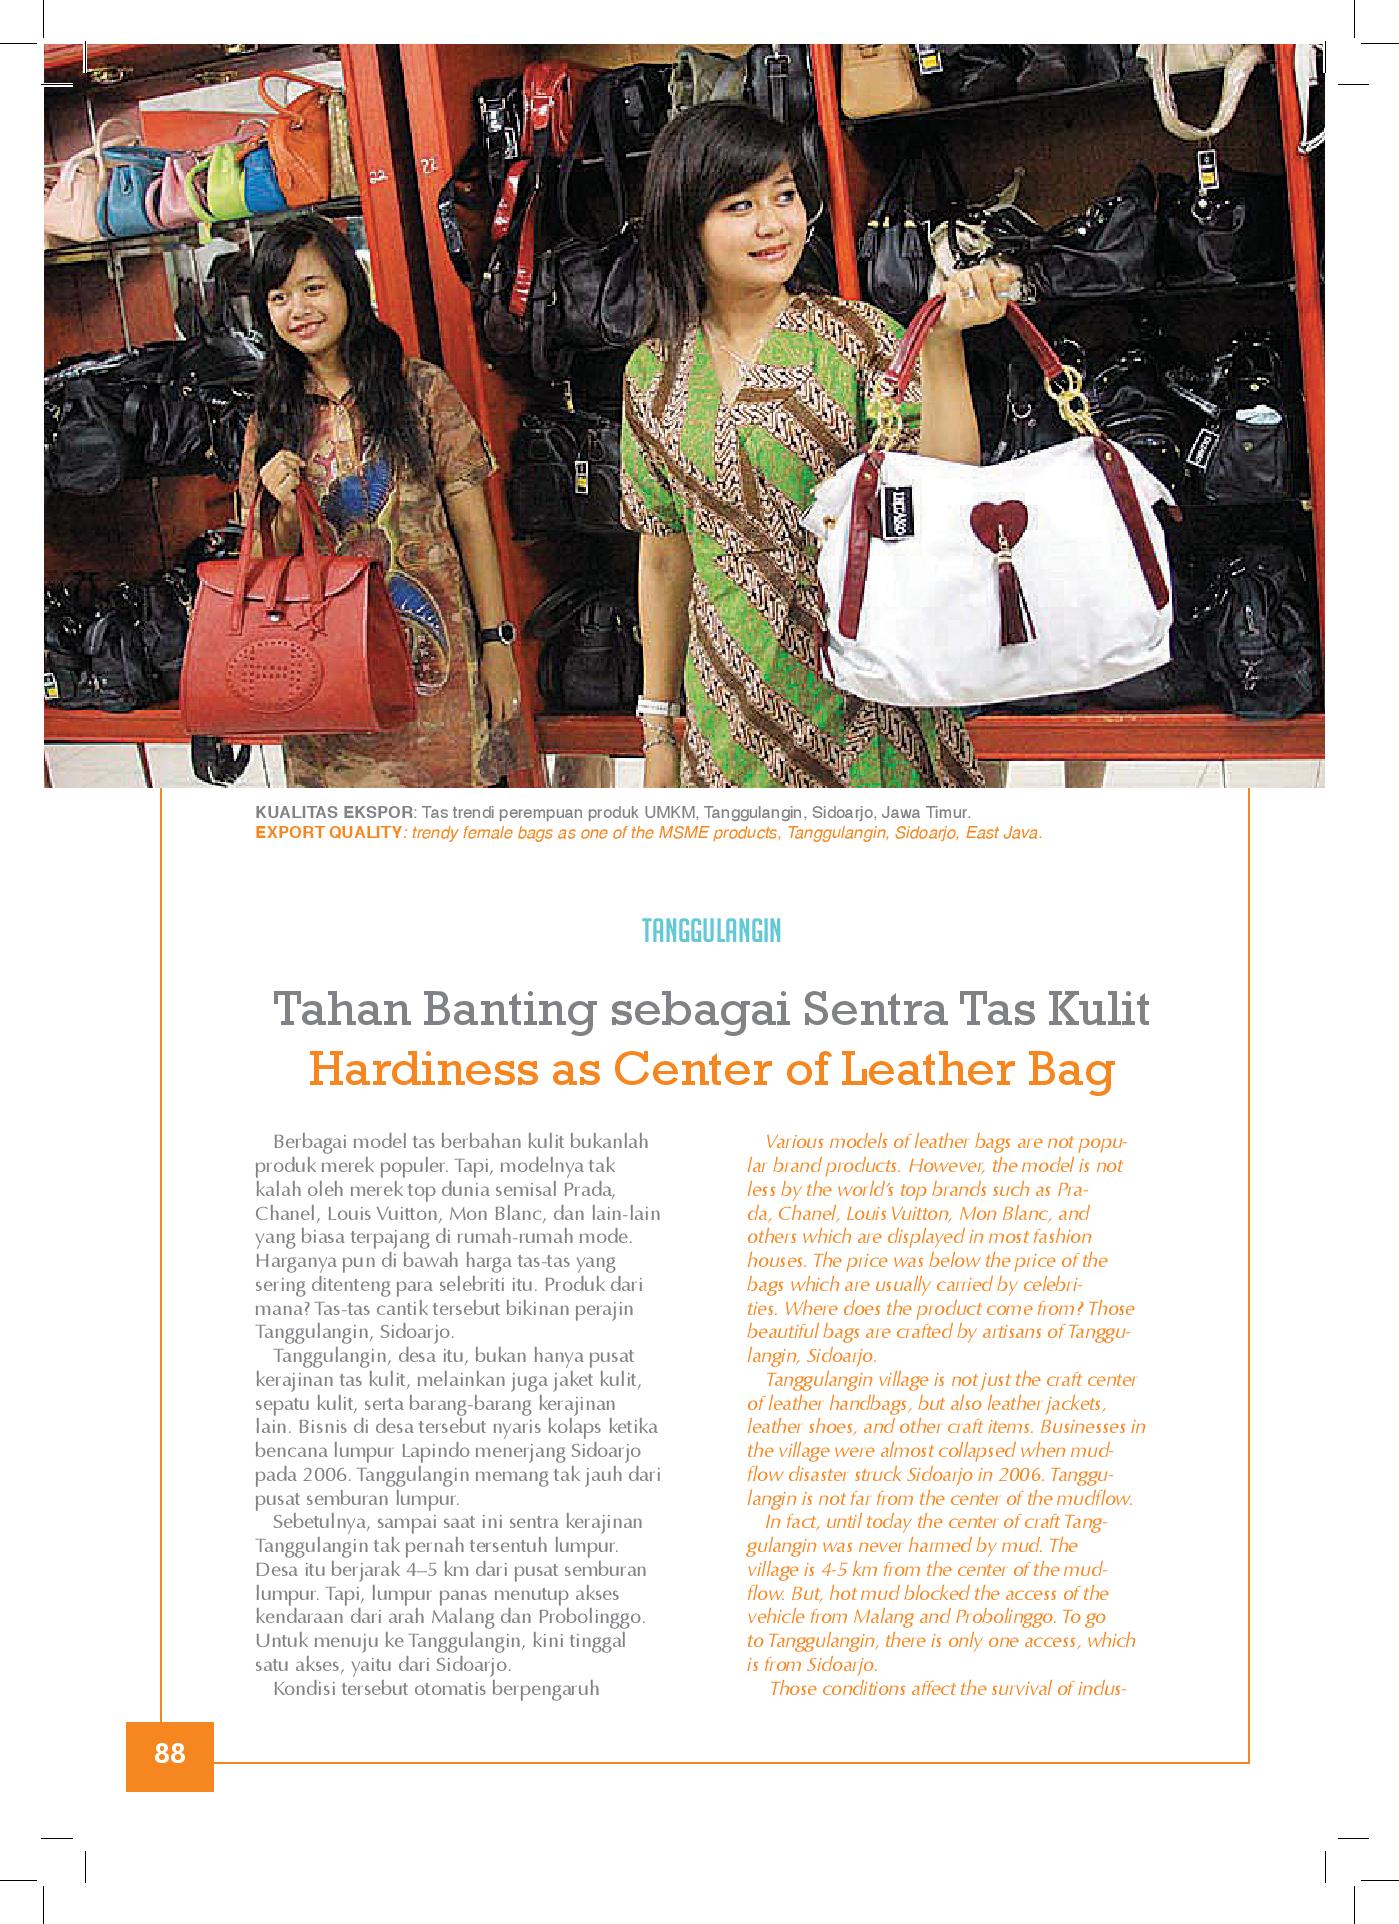 22
22
KUALITAS EKSPOR: Tas trendi perempuan produk UMKM, Tanggulangin, Sidoarjo, Jawa Timur.
EXPORT QUALITY: trendy female bags as one of the MSME products, Tanggulangin, Sidoarjo, East Java.
TANGGULANGIN
Tahan Banting sebagai Sentra Tas Kulit
Hardiness as Center of Leather Bag
Berbagai model tas berbahan kulit bukanlah
produk merek populer. Tapi, modelnya tak
kalah oleh merek top dunia semisal Prada,
Chanel, Louis Vuitton, Mon Blanc, dan lain-lain
yang biasa terpajang di rumah-rumah mode.
Harganya pun di bawah harga tas-tas yang
sering ditenteng para selebriti itu. Produk dari
mana? Tas-tas cantik tersebut bikinan perajin
Tanggulangin, Sidoarjo.
Tanggulangin, desa itu, bukan hanya pusat
kerajinan tas kulit, melainkan juga jaket kulit,
sepatu kulit, serta barang-barang kerajinan
lain. Bisnis di desa tersebut nyaris kolaps ketika
bencana lumpur Lapindo menerjang Sidoarjo
pada 2006. Tanggulangin memang tak jauh dari
pusat semburan lumpur.
Sebetulnya, sampai saat ini sentra kerajinan
Tanggulangin tak pernah tersentuh lumpur.
Desa itu berjarak 4–5 km dari pusat semburan
lumpur. Tapi, lumpur panas menutup akses
kendaraan dari arah Malang dan Probolinggo.
Untuk menuju ke Tanggulangin, kini tinggal
satu akses, yaitu dari Sidoarjo.
Kondisi tersebut otomatis berpengaruh
Various models of leather bags are not popu-
lar brand products. However, the model is not
less by the world's top brands such as Pra-
da, Chanel, Louis Vuitton, Mon Blanc, and
others which are displayed in most fashion
houses. The price was below the price of the
bags which are usually carried by celebri-
ties. Where does the product come from? Those
beautiful bags are crafted by artisans of Tanggu-
langin, Sidoarjo.
Tanggulangin village is not just the craft center
of leather handbags, but also leather jackets,
leather shoes, and other craft items. Businesses in
the village were almost collapsed when mud-
flow disaster struck Sidoarjo in 2006. Tanggu-
langin is not far from the center of the mudflow.
In fact, until today the center of craft Tang-
gulangin was never harmed by mud. The
village is 4-5 km from the center of the mud-
flow. But, hot mud blocked the access of the
vehicle from Malang and Probolinggo. To go
to Tanggulangin, there is only one access, which
is from Sidoarjo.
Those conditions affect the survival of indus-
88